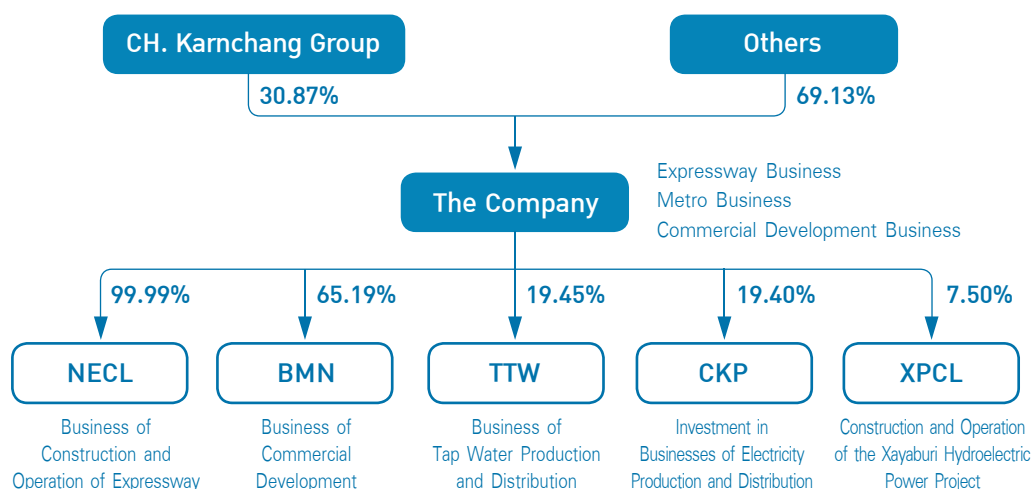 CH. Karnchang Group
Others
30.87%
69.13%
The Company
Expressway Business
Metro Business
Commercial Development Business
99.99%
65.19%
19.45%
19.40%
7.50%
NECL
BMN
TTW
CKP
XPCL
Business of
Construction and
Operation of Expressway
Business of
Commercial
Development
Business of
Tap Water Production
and Distribution
Investment in
Businesses of Electricity
Production and Distribution
Construction and Operation
of the Xayaburi Hydroelectric
Power Project